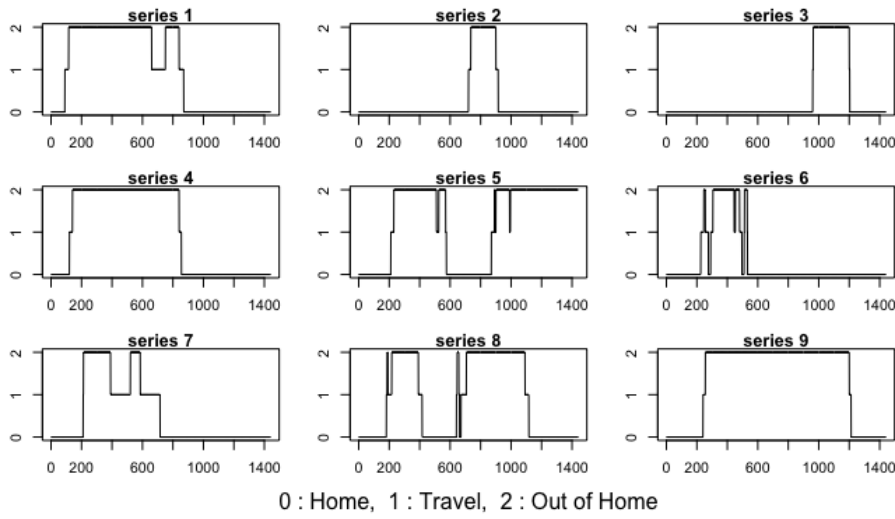 series 1
series 2
series 3
0 1 2
0 200 600 1000 1400
0 1 2
0 200 600 1000 1400
0 1 2
0 200 600 1000 1400
series 4
series 5
series 6
0 1 2
0 200 600 1000 1400
0 1 2
0 200 600 1000 1400
0 1 2
0 200 600 1000 1400
series 7
series 8
series 9
0 1 2
0 200 600 1000 1400
0 1 2
0 200 600 1000 1400
0 1 2
0 200 600 1000 1400
0 : Home, 1 : Travel, 2 : Out of Home